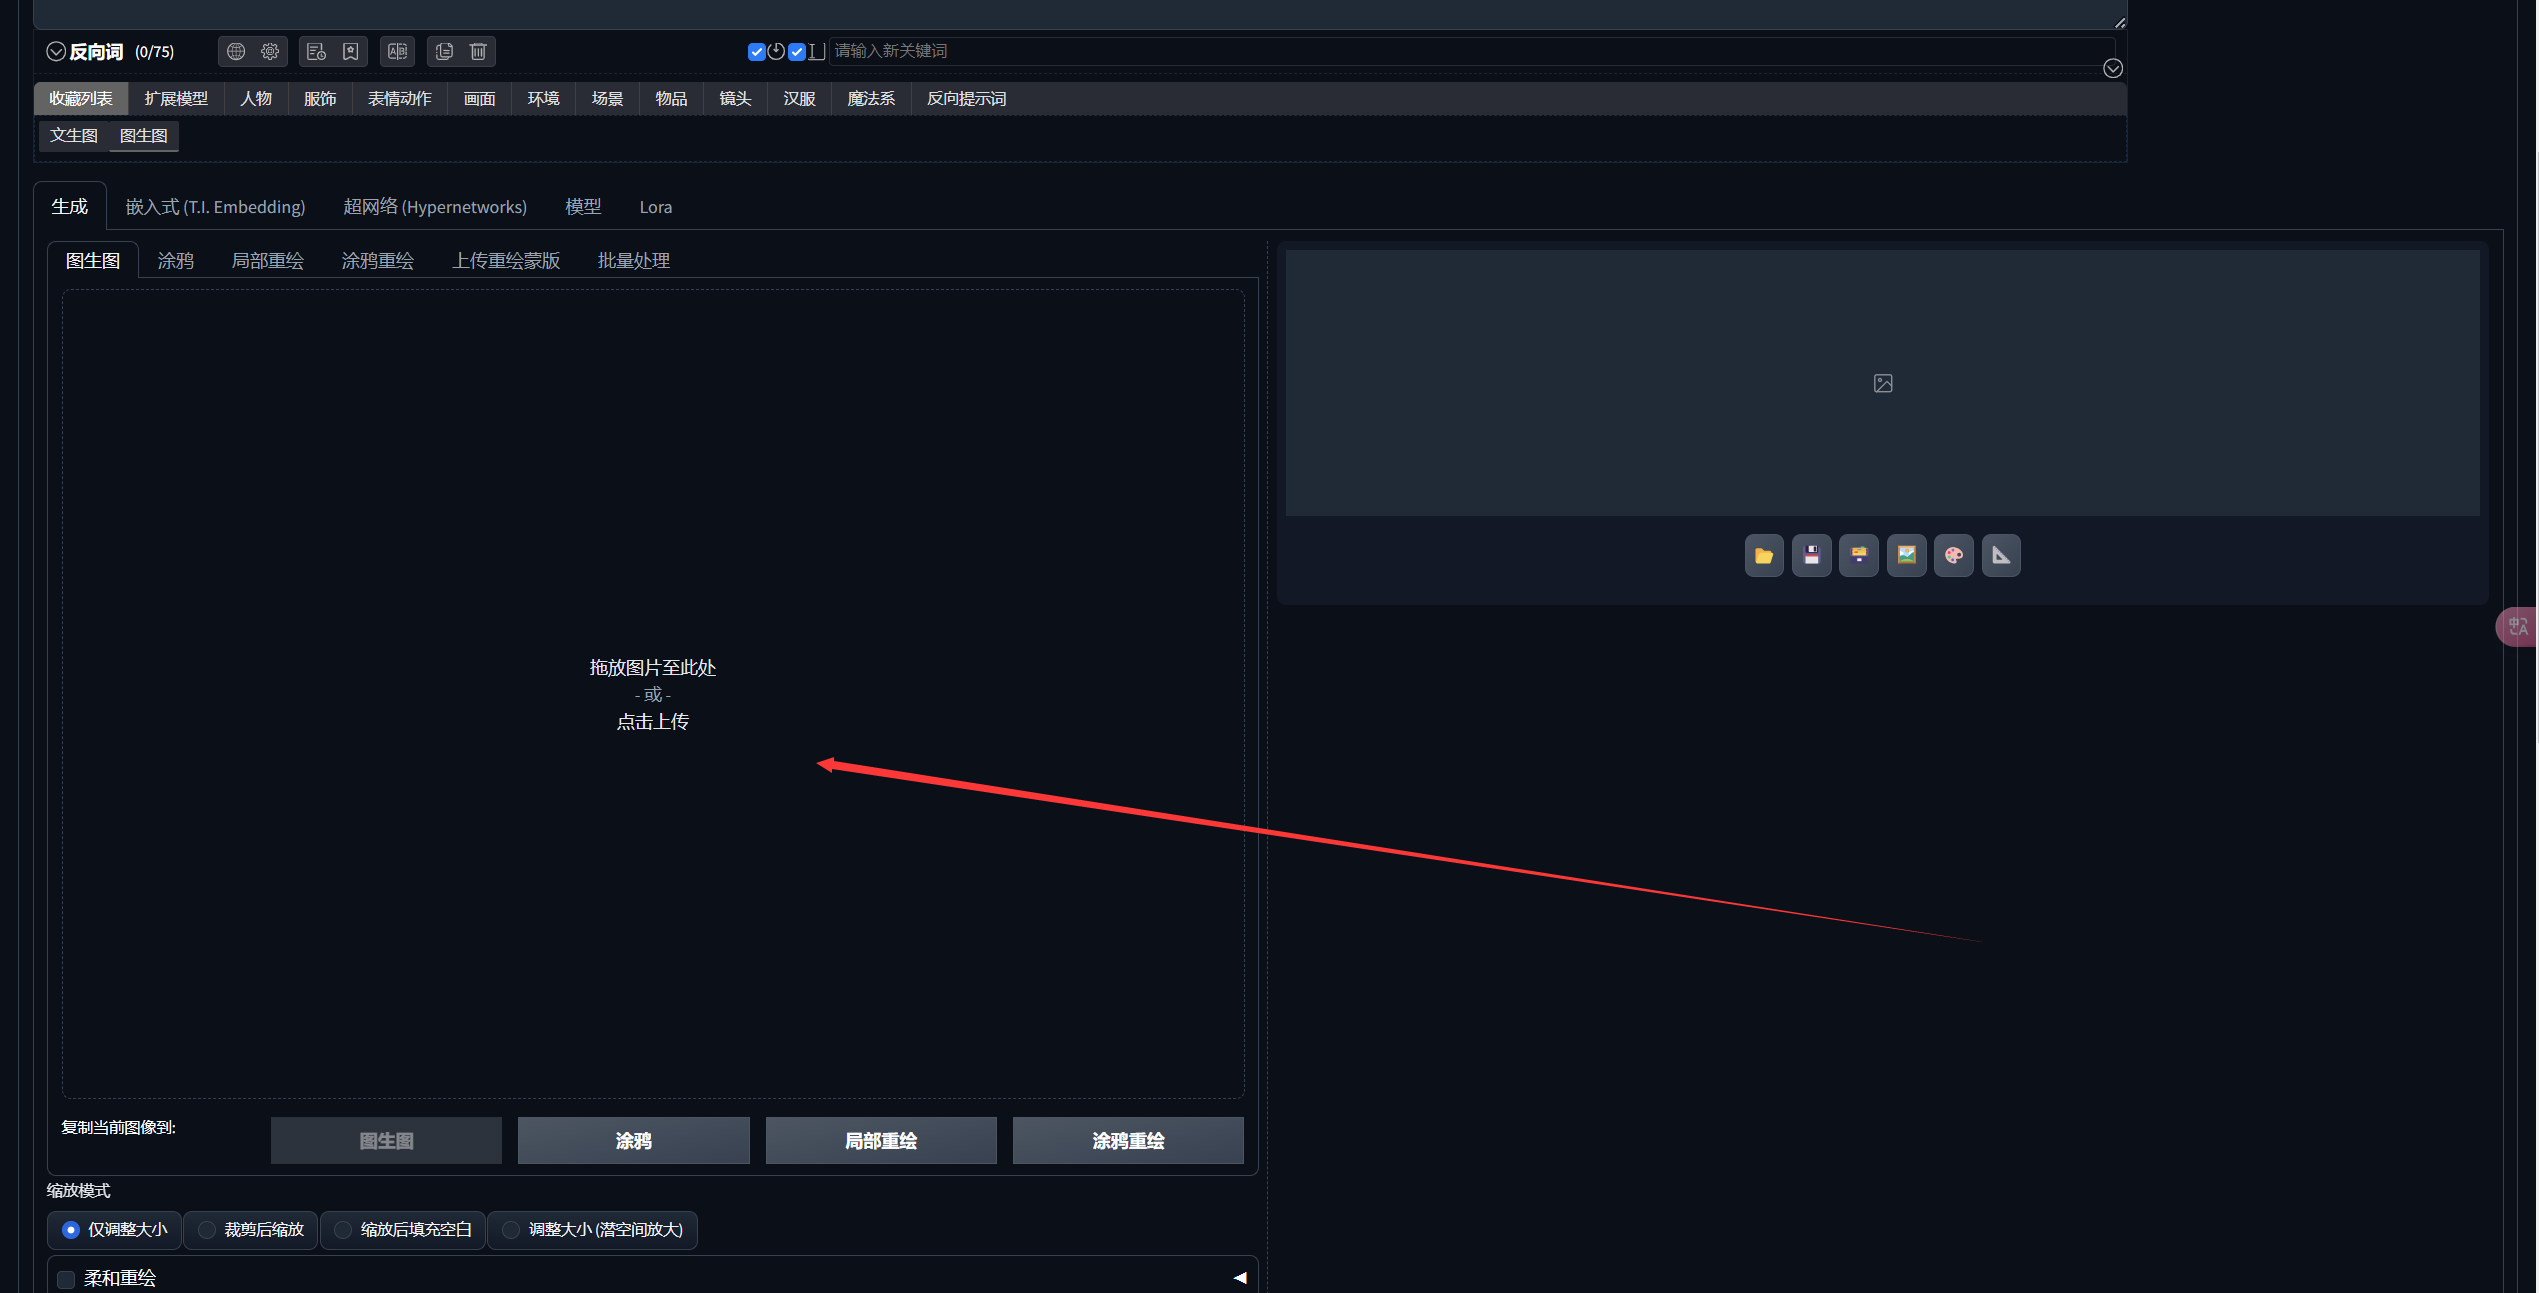 反向词 (0/75) 请输入新关键词
收藏列表 扩展模型 人物 服饰 表情动作 画面 环境 场景 物品 镜头 汉服 魔法系 反向提示词
文生图 图生图
生成 嵌入式 (T.I. Embedding) 超网络 (Hypernetworks) 模型 Lora
图生图 涂鸦 局部重绘 涂鸦重绘 上传重绘蒙版 批量处理
拖放图片至此处
- 或 -
点击上传
复制当前图像到: 图生图 涂鸦 局部重绘 涂鸦重绘
缩放模式
仅调整大小 裁剪后缩放 缩放后填充空白 调整大小 (潜空间放大)
柔和重绘